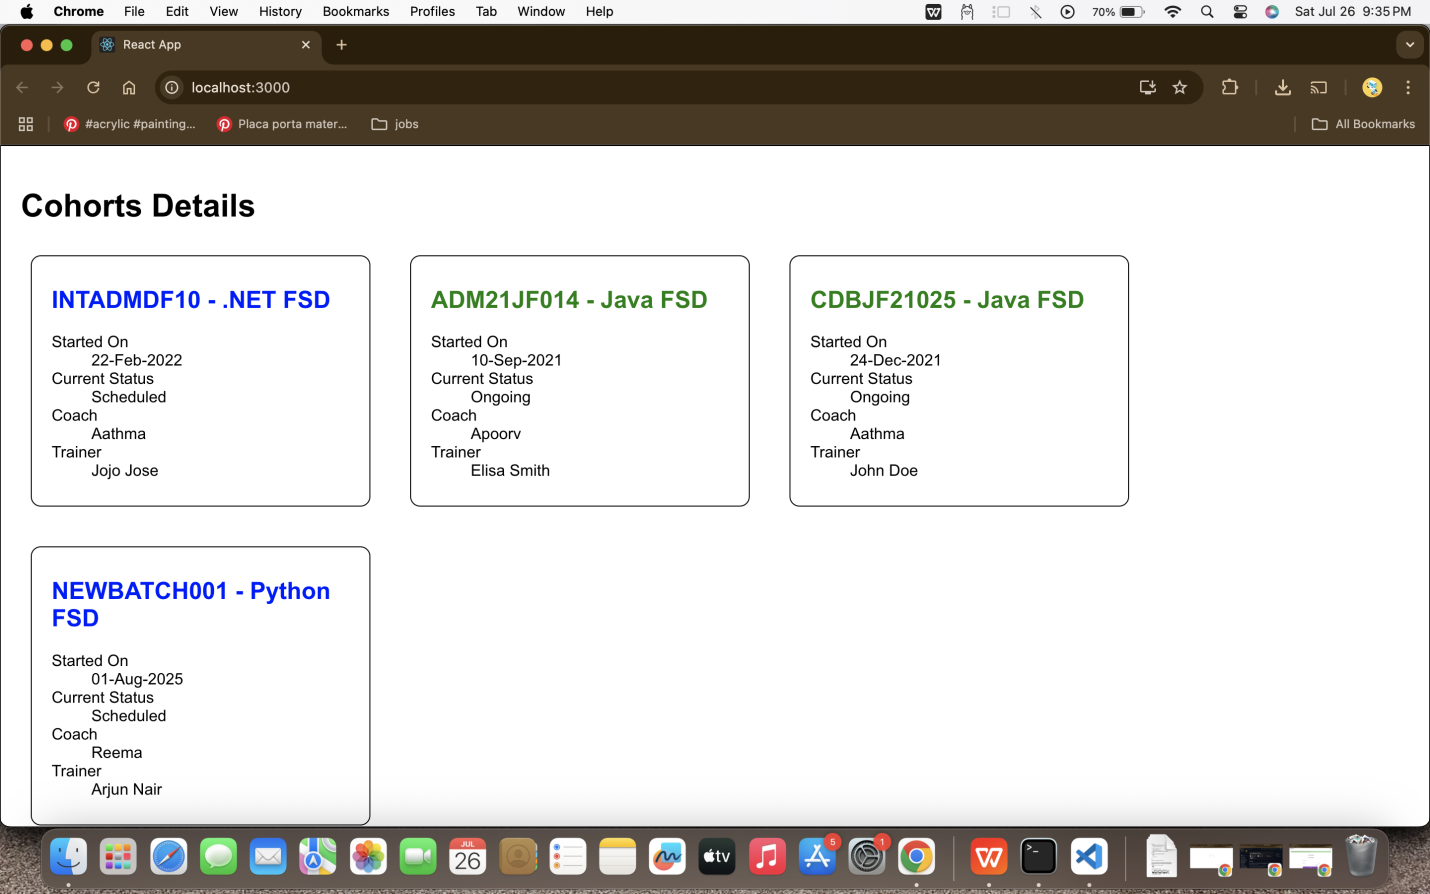 Chrome File Edit View History Bookmarks Profiles Tab Window Help 70% Sat Jul 26 9:35 PM
React App
localhost:3000
#acrylic #painting... Placa porta mater... jobs All Bookmarks
Cohorts Details
INTADMDF10 - .NET FSD
Started On
22-Feb-2022
Current Status
Scheduled
Coach
Aathma
Trainer
Jojo Jose
ADM21JF014 - Java FSD
Started On
10-Sep-2021
Current Status
Ongoing
Coach
Apoorv
Trainer
Elisa Smith
CDBJF21025 - Java FSD
Started On
24-Dec-2021
Current Status
Ongoing
Coach
Aathma
Trainer
John Doe
NEWBATCH001 - Python
FSD
Started On
01-Aug-2025
Current Status
Scheduled
Coach
Reema
Trainer
Arjun Nair
JUL
26
tv
5
1